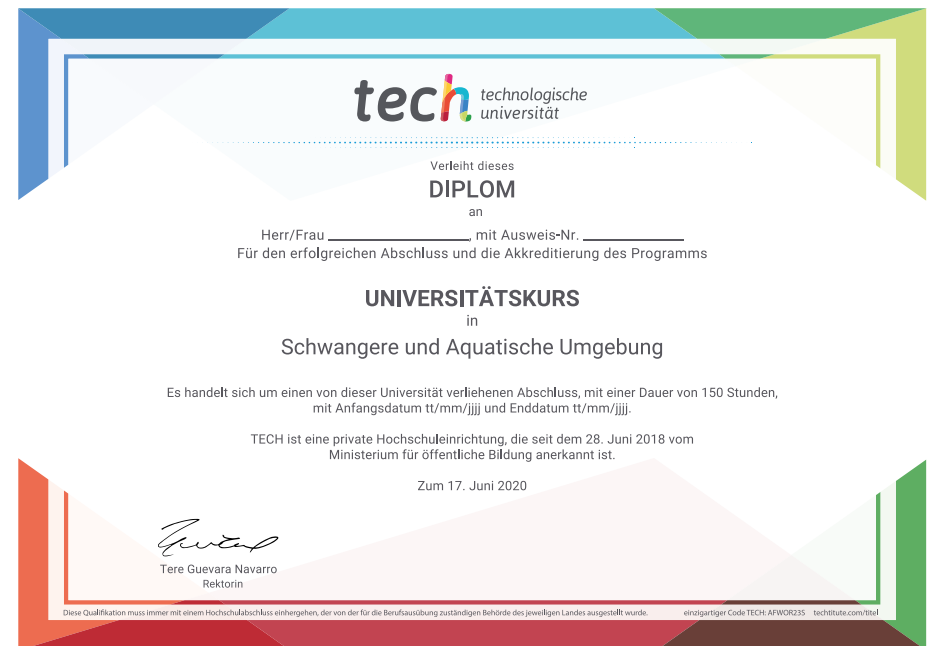 tech technologische
universität
Verleiht dieses
DIPLOM
an
Herr/Frau ____________________, mit Ausweis-Nr. ______________
Für den erfolgreichen Abschluss und die Akkreditierung des Programms
UNIVERSITÄTSKURS
in
Schwangere und Aquatische Umgebung
Es handelt sich um einen von dieser Universität verliehenen Abschluss, mit einer Dauer von 150 Stunden,
mit Anfangsdatum tt/mm/jjjj und Enddatum tt/mm/jjjj.
TECH ist eine private Hochschuleinrichtung, die seit dem 28. Juni 2018 vom
Ministerium für öffentliche Bildung anerkannt ist.
Zum 17. Juni 2020
Tere Guevara Navarro
Rektorin
Diese Qualifikation muss immer mit einem Hochschulabschluss einhergehen, der von der für die Berufsausübung zuständigen Behörde des jeweiligen Landes ausgestellt wurde. einzigartiger Code TECH: AFWOR23S techtitute.com/titel